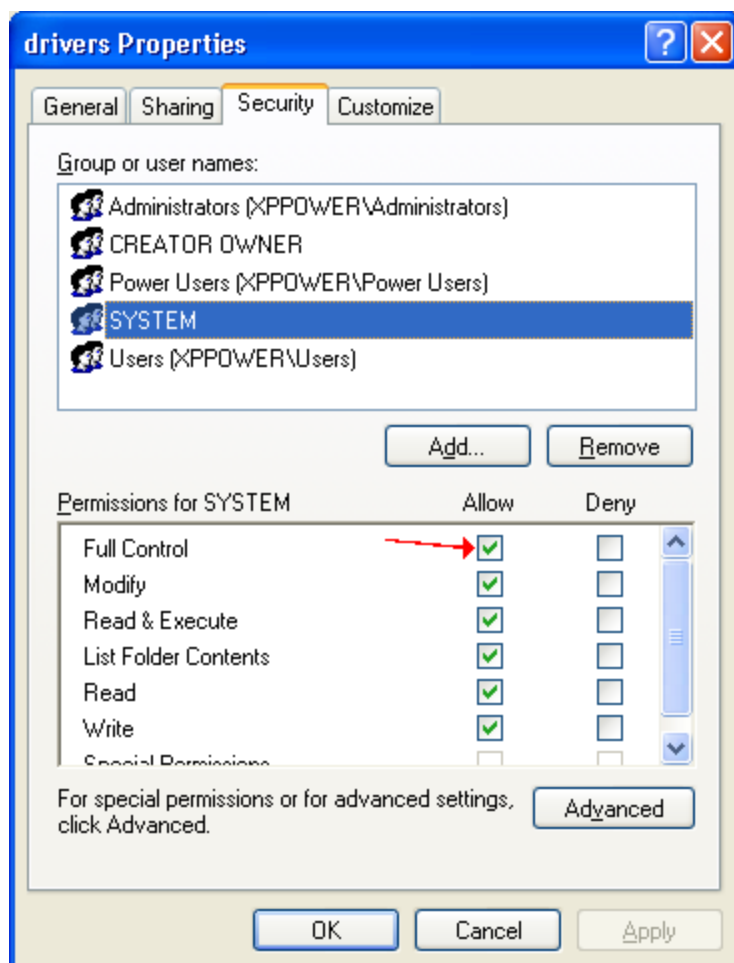 drivers Properties
General Sharing Security Customize
Group or user names:
Administrators (XPPOWER\Administrators)
CREATOR OWNER
Power Users (XPPOWER\Power Users)
SYSTEM
Users (XPPOWER\Users)
Add... Remove
Permissions for SYSTEM Allow Deny
Full Control
Modify
Read & Execute
List Folder Contents
Read
Write
Special Permissions
For special permissions or for advanced settings, Advanced
click Advanced.
OK Cancel Apply